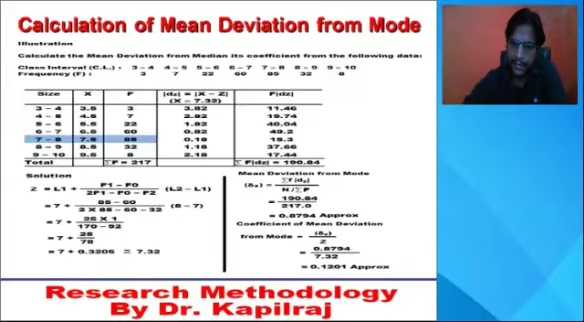 Calculation of Mean Deviation from Mode
Illustration
Calculate the Mean Deviation from Median its coefficient from the following data:
Class Interval (C.L.) : 3 – 4 4 – 5 5 – 6 6 – 7 7 – 8 8 – 9 9 – 10
Frequency (F) : 3 7 22 60 85 32 8
Size X F |dz| = |X – Z| F|dz|
(X – 7.32)
3 – 4 3.5 3 3.82 11.46
4 – 5 4.5 7 2.82 19.74
5 – 6 5.5 22 1.82 40.04
6 – 7 6.5 60 0.82 49.2
7 – 8 7.5 85 0.18 15.3
8 – 9 8.5 32 1.18 37.66
9 – 10 9.5 8 2.18 17.44
Total ΣF = 217 Σ F|dz| = 190.84
Solution
Z = L1 + F1 – F0 / 2F1 – F0 – F2 (L2 – L1)
= 7 + 85 – 60 / 2 X 85 – 60 – 32 (8 – 7)
= 7 + 25 X 1 / 170 – 92
= 7 + 25 / 78
= 7 + 0.3205 ≅ 7.32
Mean Deviation from Mode
(δz) = Σf |dz| / N / ΣF
= 190.84 / 217.0
= 0.8794 Approx
Coefficient of Mean Deviation
from Mode = (δz) / Z
= 0.8794 / 7.32
= 0.1201 Approx
Research Methodology
By Dr. Kapilraj